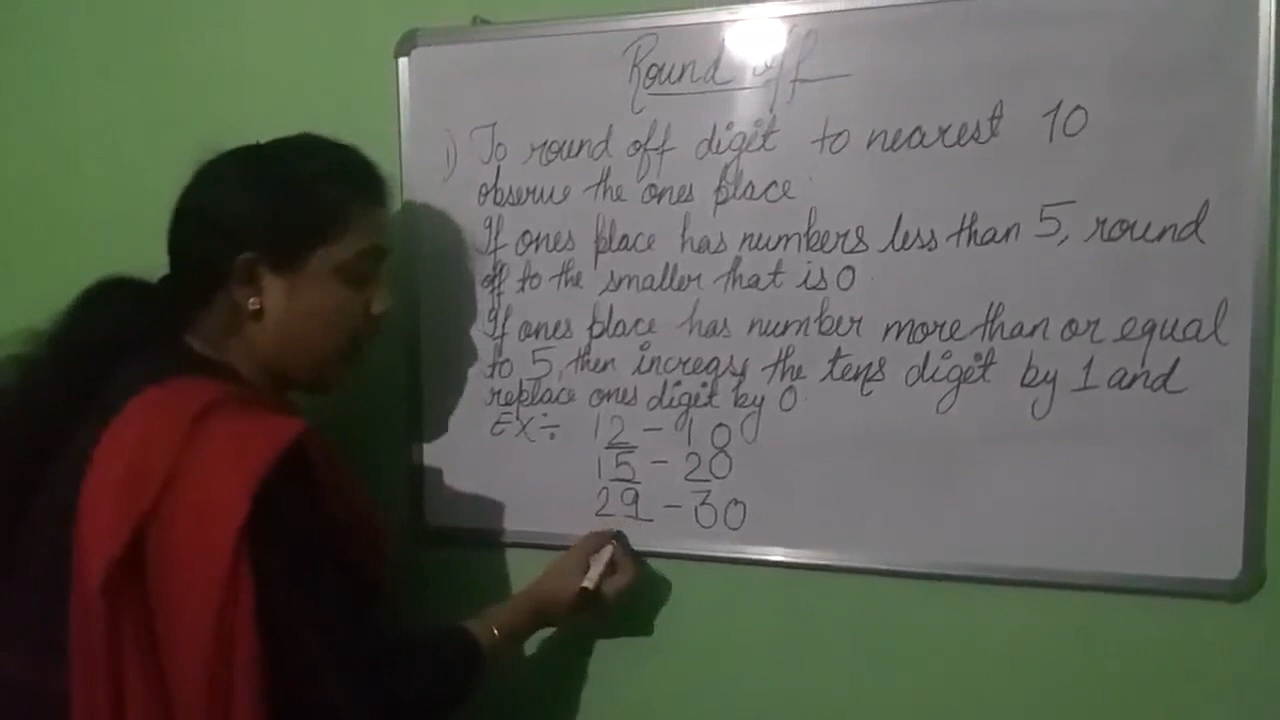 Round off
1) To round off digit to nearest 10
observe the ones place.
If ones place has numbers less than 5, round
off to the smaller that is 0
If ones place has number more than or equal
to 5, then increase the tens digit by 1 and
replace ones digit by 0
EX÷ 12 - 10
15 - 20
29 - 30